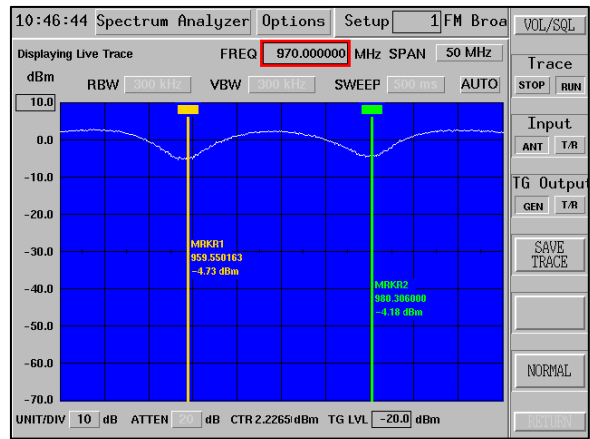 10:46:44 Spectrum Analyzer Options Setup 1 FM Broa
VOL/SQL
Displaying Live Trace FREQ 970.000000 MHz SPAN 50 MHz
dBm RBW 300 kHz VBW 300 kHz SWEEP 500 ms AUTO
Trace
STOP RUN
10.0
0.0
-10.0
-20.0
-30.0
-40.0
-50.0
-60.0
-70.0
MRKR1
959.550163
-4.73 dBm
MRKR2
980.306000
-4.18 dBm
Input
ANT T/R
TG Output
GEN T/R
SAVE
TRACE
NORMAL
RETURN
UNIT/DIV 10 dB ATTEN 20 dB CTR 2.2265 dBm TG LVL -20.0 dBm